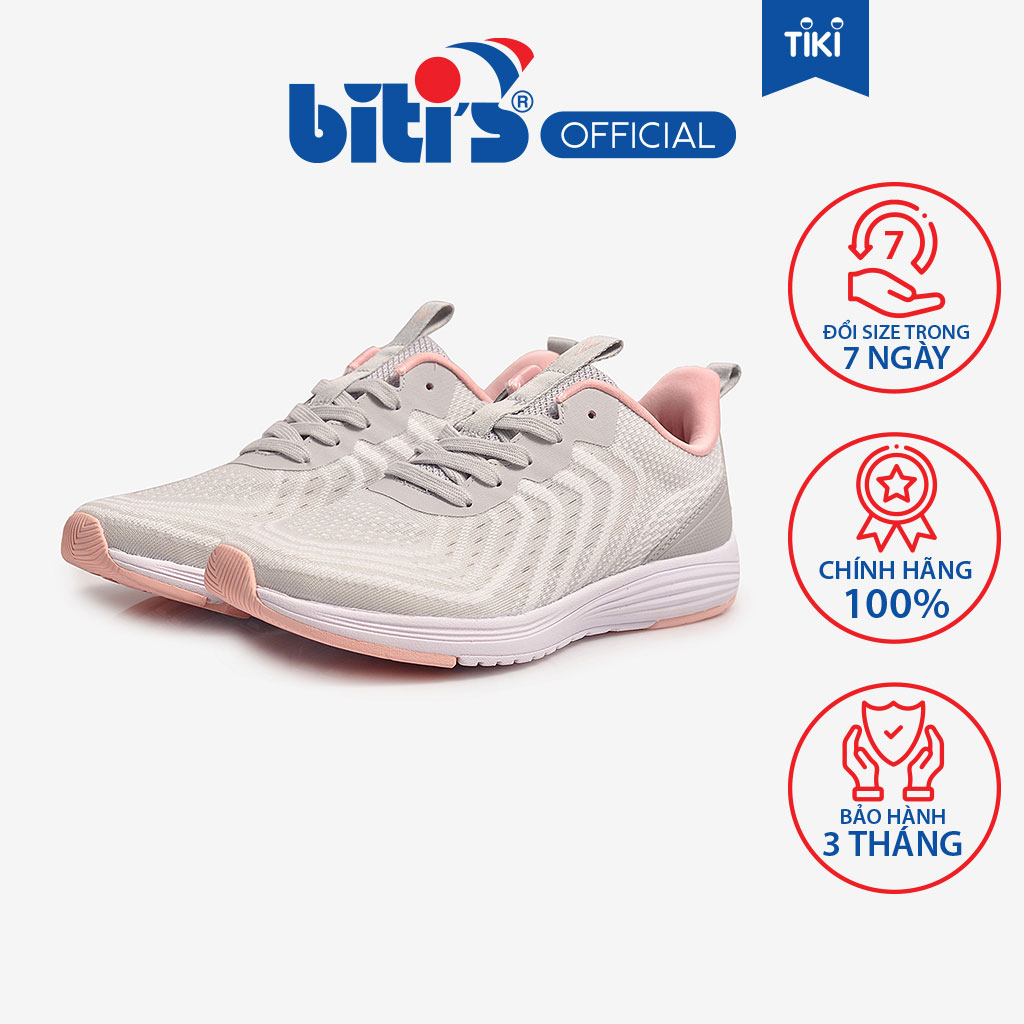 TiKi
biti's®
OFFICIAL
7
ĐỔI SIZE TRONG
7 NGÀY
CHÍNH HÃNG
100%
BẢO HÀNH
3 THÁNG